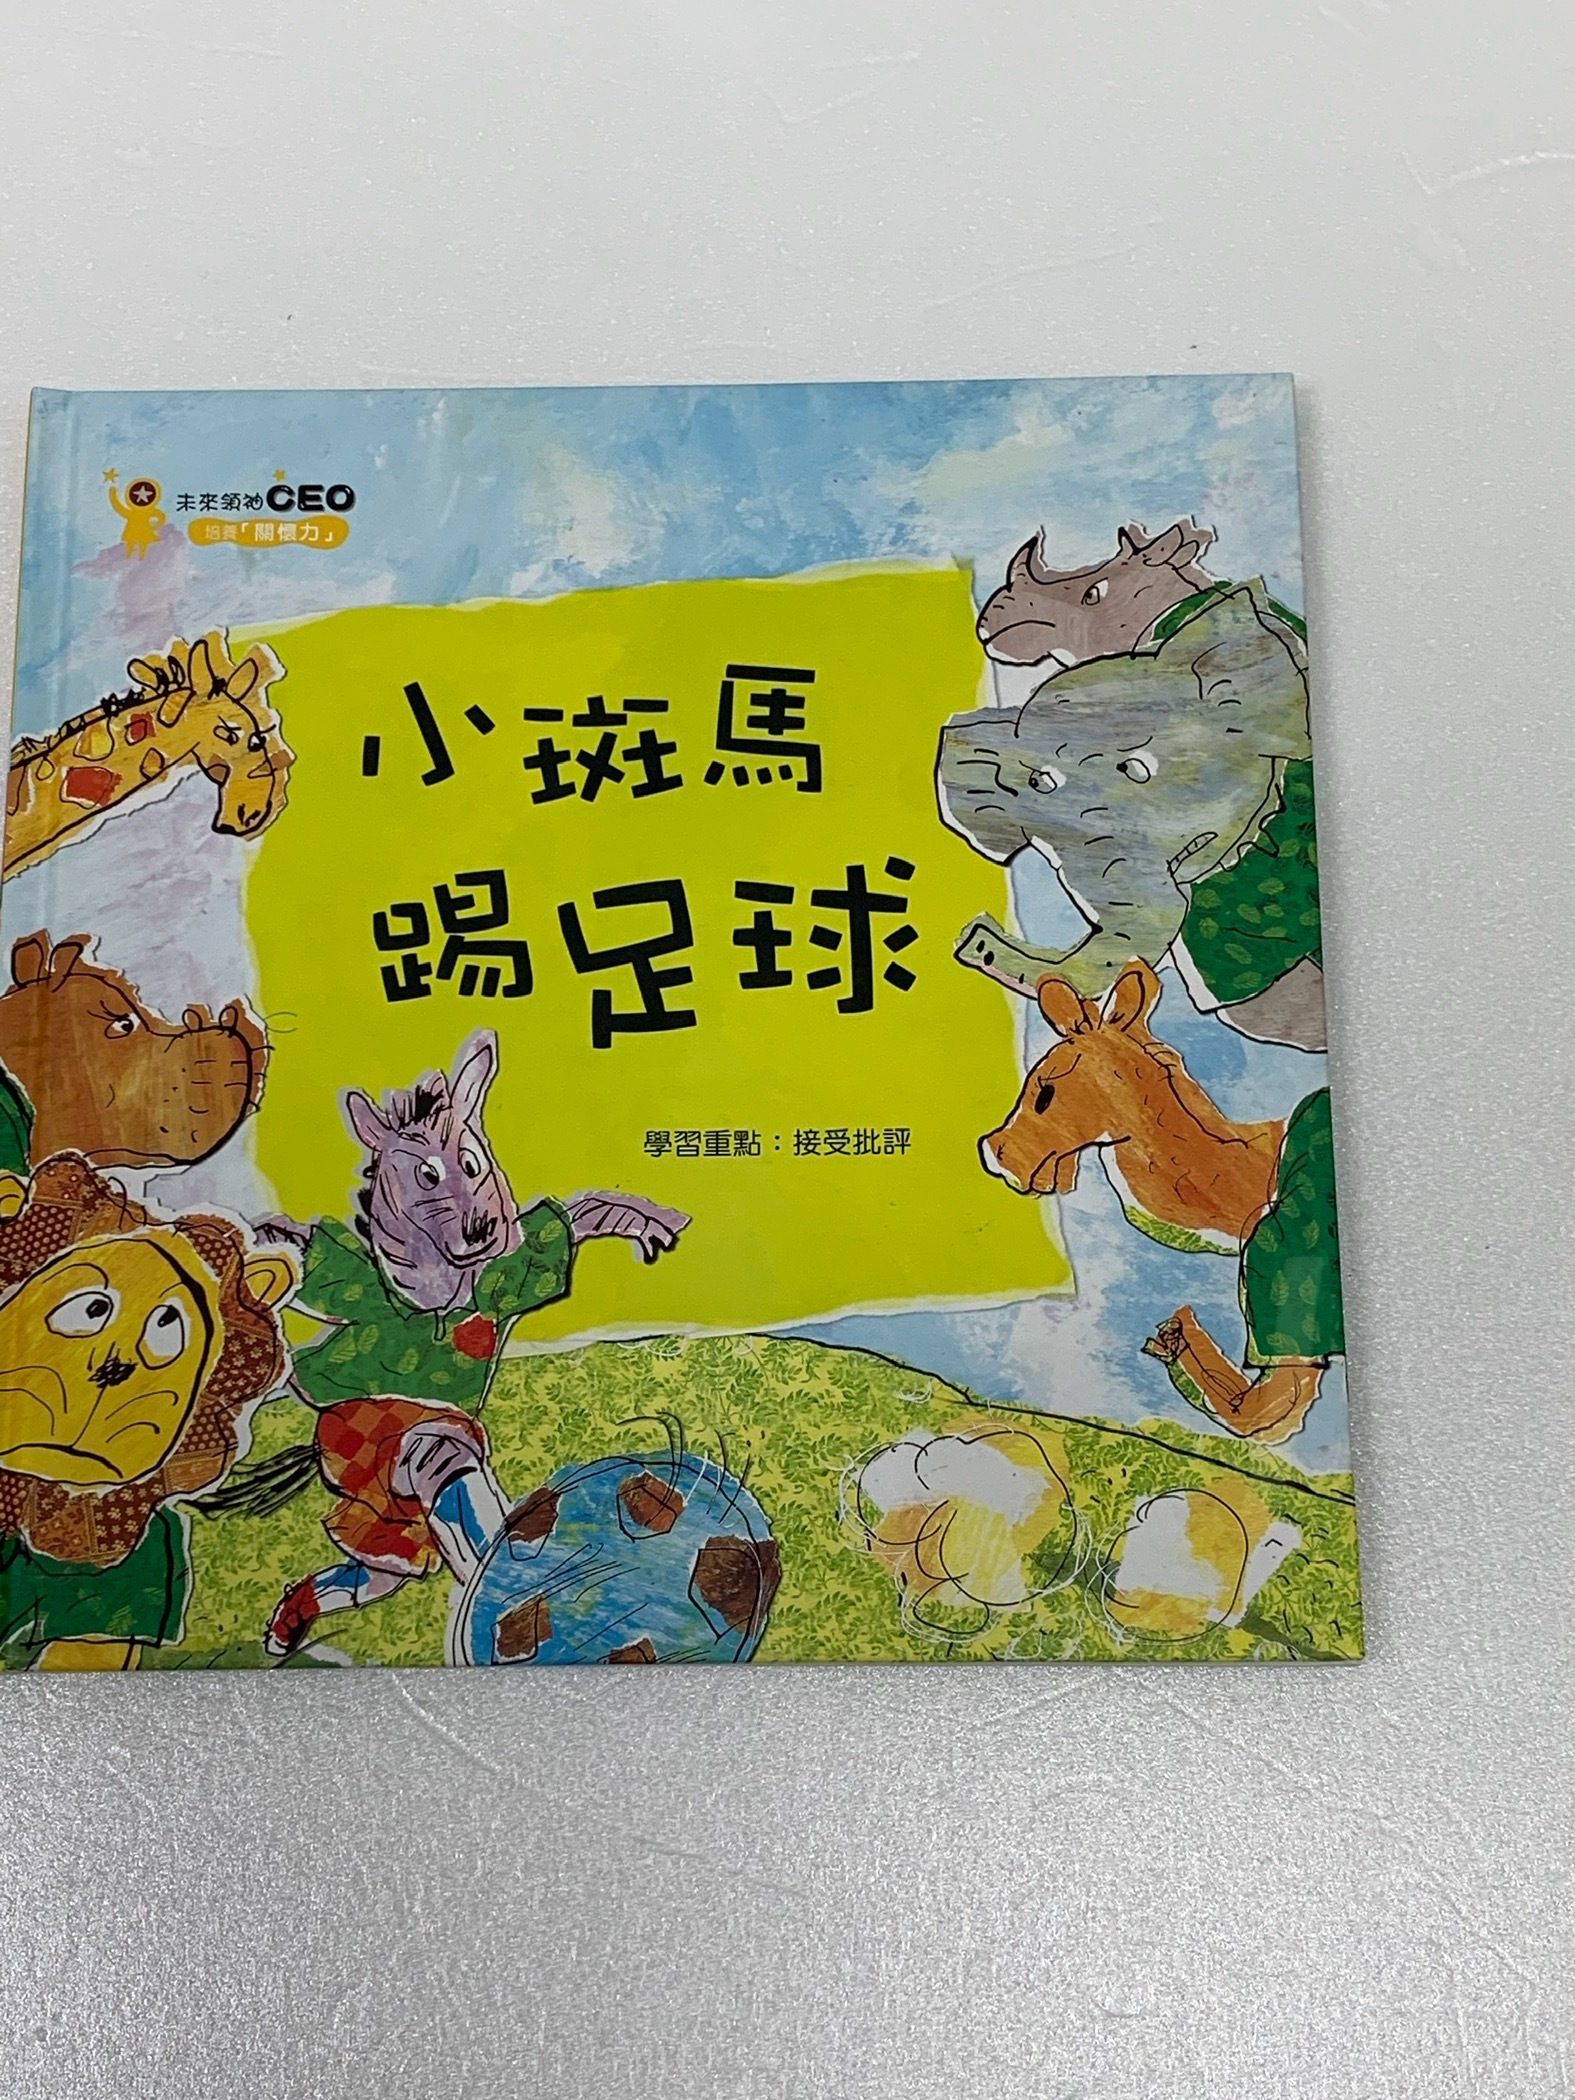 未來領袖CEO
培養「關懷力」
小斑馬
踢足球
學習重點：接受批評